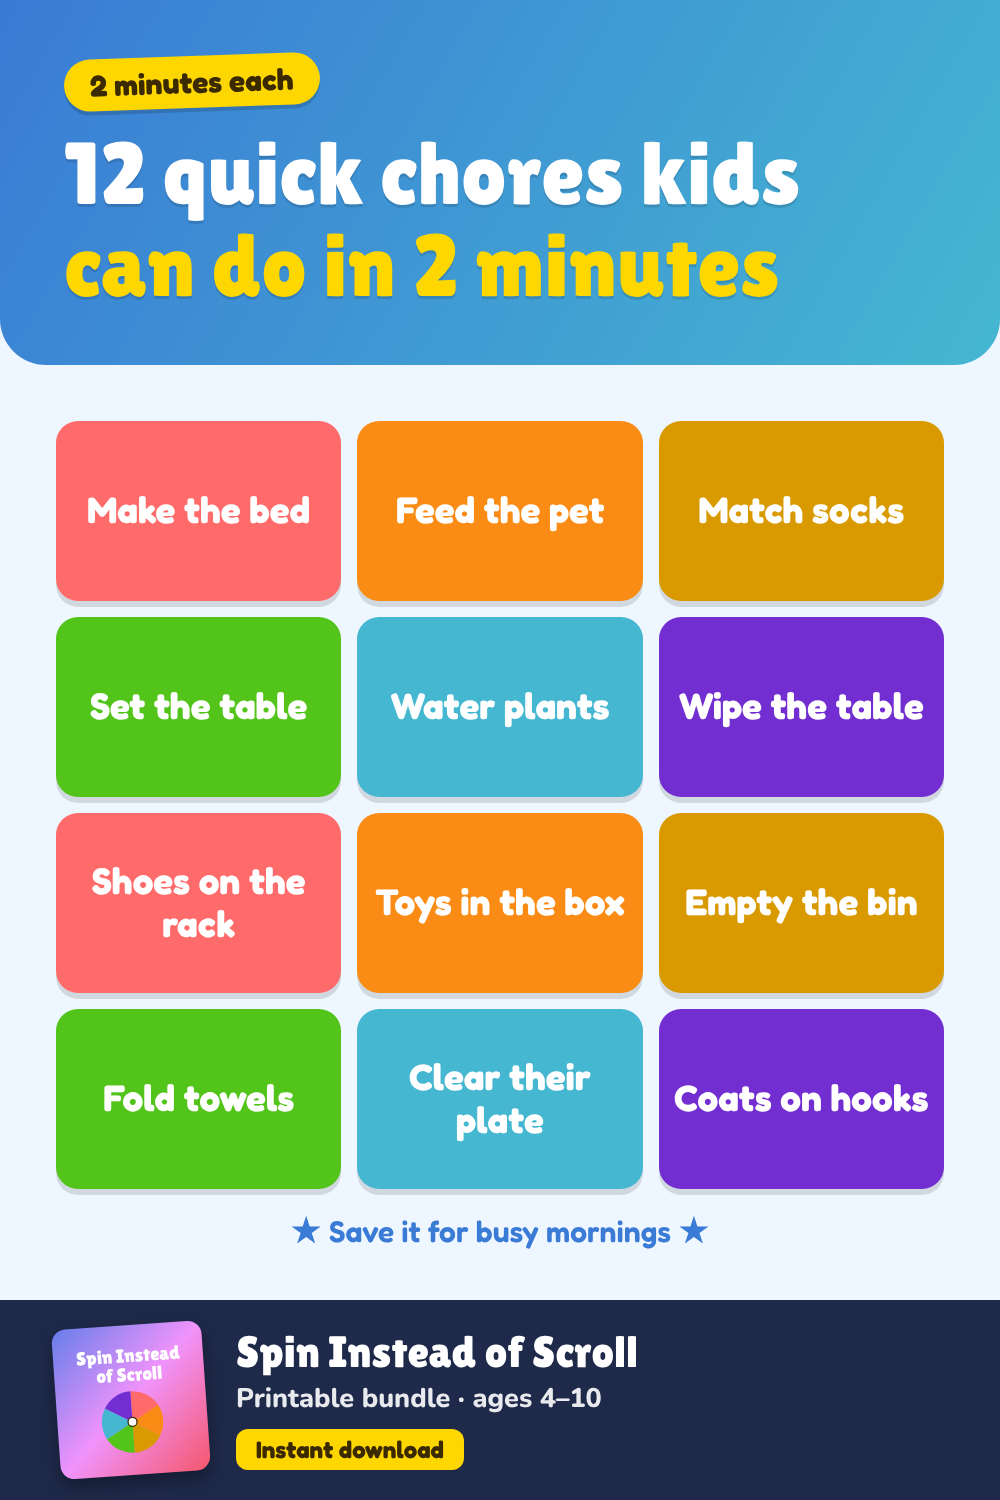 2 minutes each
12 quick chores kids
can do in 2 minutes
Make the bed
Feed the pet
Match socks
Set the table
Water plants
Wipe the table
Shoes on the
rack
Toys in the box
Empty the bin
Fold towels
Clear their
plate
Coats on hooks
★ Save it for busy mornings ★
Spin Instead
of Scroll
Spin Instead of Scroll
Printable bundle · ages 4–10
Instant download